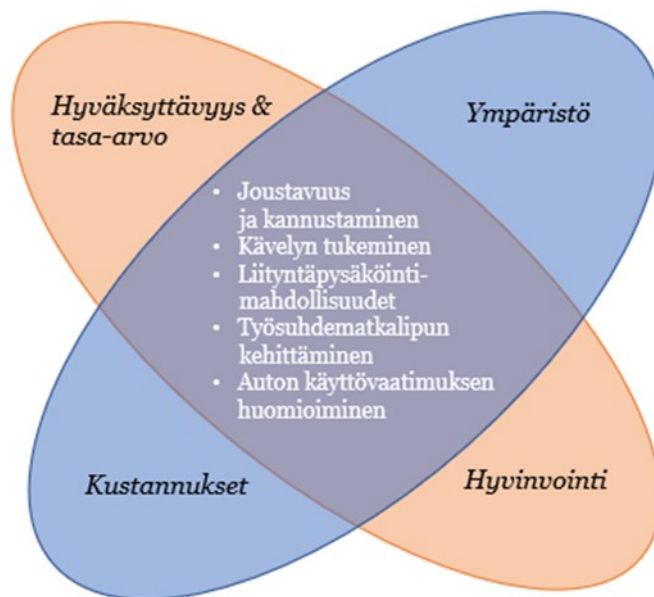 Hyväksyttävyys &
tasa-arvo
Ympäristö
• Joustavuus
ja kannustaminen
• Kävelyn tukeminen
• Liityntäpysäköinti-
mahdollisuudet
• Työsuhdematkalipun
kehittäminen
• Auton käyttövaatimuksen
huomioiminen
Kustannukset
Hyvinvointi